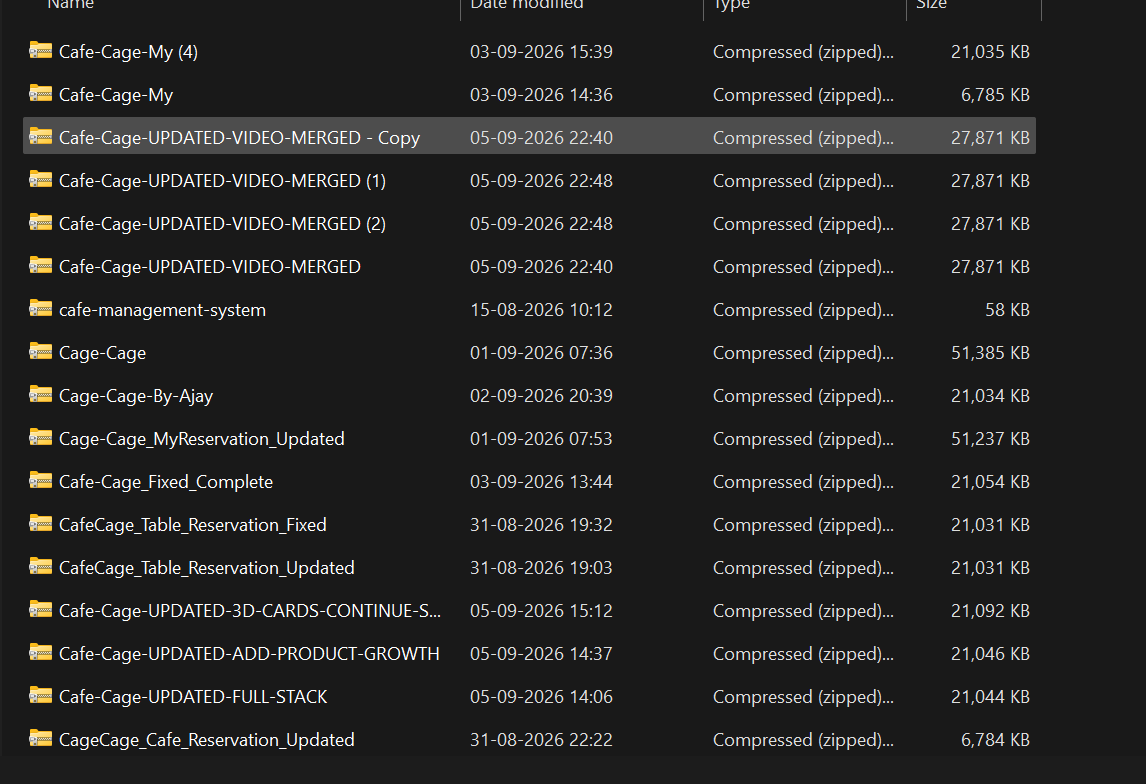 Name Date modified Type Size
Cafe-Cage-My (4) 03-09-2026 15:39 Compressed (zipped)... 21,035 KB
Cafe-Cage-My 03-09-2026 14:36 Compressed (zipped)... 6,785 KB
Cafe-Cage-UPDATED-VIDEO-MERGED - Copy 05-09-2026 22:40 Compressed (zipped)... 27,871 KB
Cafe-Cage-UPDATED-VIDEO-MERGED (1) 05-09-2026 22:48 Compressed (zipped)... 27,871 KB
Cafe-Cage-UPDATED-VIDEO-MERGED (2) 05-09-2026 22:48 Compressed (zipped)... 27,871 KB
Cafe-Cage-UPDATED-VIDEO-MERGED 05-09-2026 22:40 Compressed (zipped)... 27,871 KB
cafe-management-system 15-08-2026 10:12 Compressed (zipped)... 58 KB
Cage-Cage 01-09-2026 07:36 Compressed (zipped)... 51,385 KB
Cage-Cage-By-Ajay 02-09-2026 20:39 Compressed (zipped)... 21,034 KB
Cage-Cage_MyReservation_Updated 01-09-2026 07:53 Compressed (zipped)... 51,237 KB
Cafe-Cage_Fixed_Complete 03-09-2026 13:44 Compressed (zipped)... 21,054 KB
CafeCage_Table_Reservation_Fixed 31-08-2026 19:32 Compressed (zipped)... 21,031 KB
CafeCage_Table_Reservation_Updated 31-08-2026 19:03 Compressed (zipped)... 21,031 KB
Cafe-Cage-UPDATED-3D-CARDS-CONTINUE-S... 05-09-2026 15:12 Compressed (zipped)... 21,092 KB
Cafe-Cage-UPDATED-ADD-PRODUCT-GROWTH 05-09-2026 14:37 Compressed (zipped)... 21,046 KB
Cafe-Cage-UPDATED-FULL-STACK 05-09-2026 14:06 Compressed (zipped)... 21,044 KB
CageCage_Cafe_Reservation_Updated 31-08-2026 22:22 Compressed (zipped)... 6,784 KB